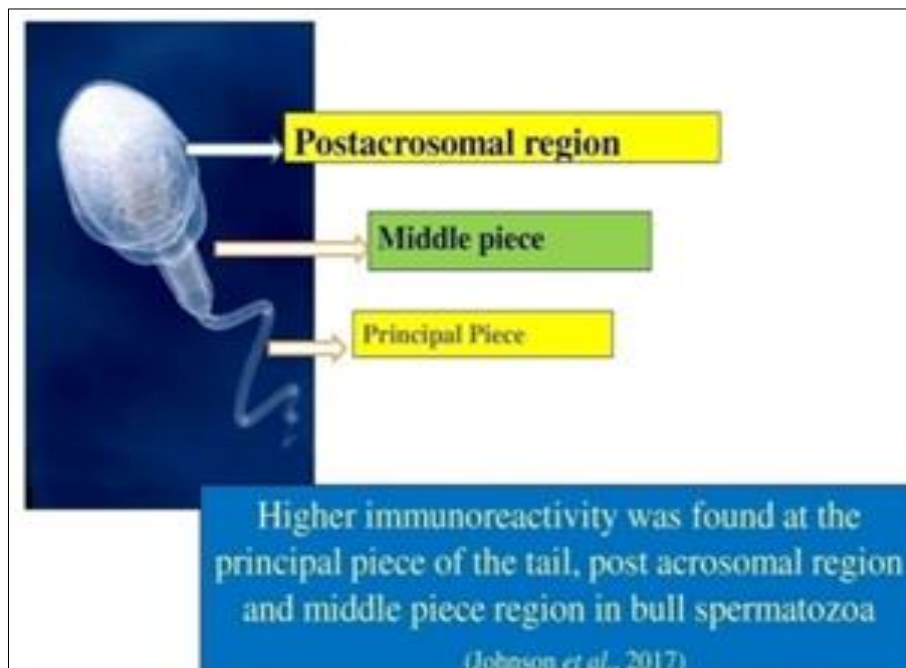 Postacrosomal region
Middle piece
Principal Piece
Higher immunoreactivity was found at the
principal piece of the tail, post acrosomal region
and middle piece region in bull spermatozoa
(Johnson et al., 2017)